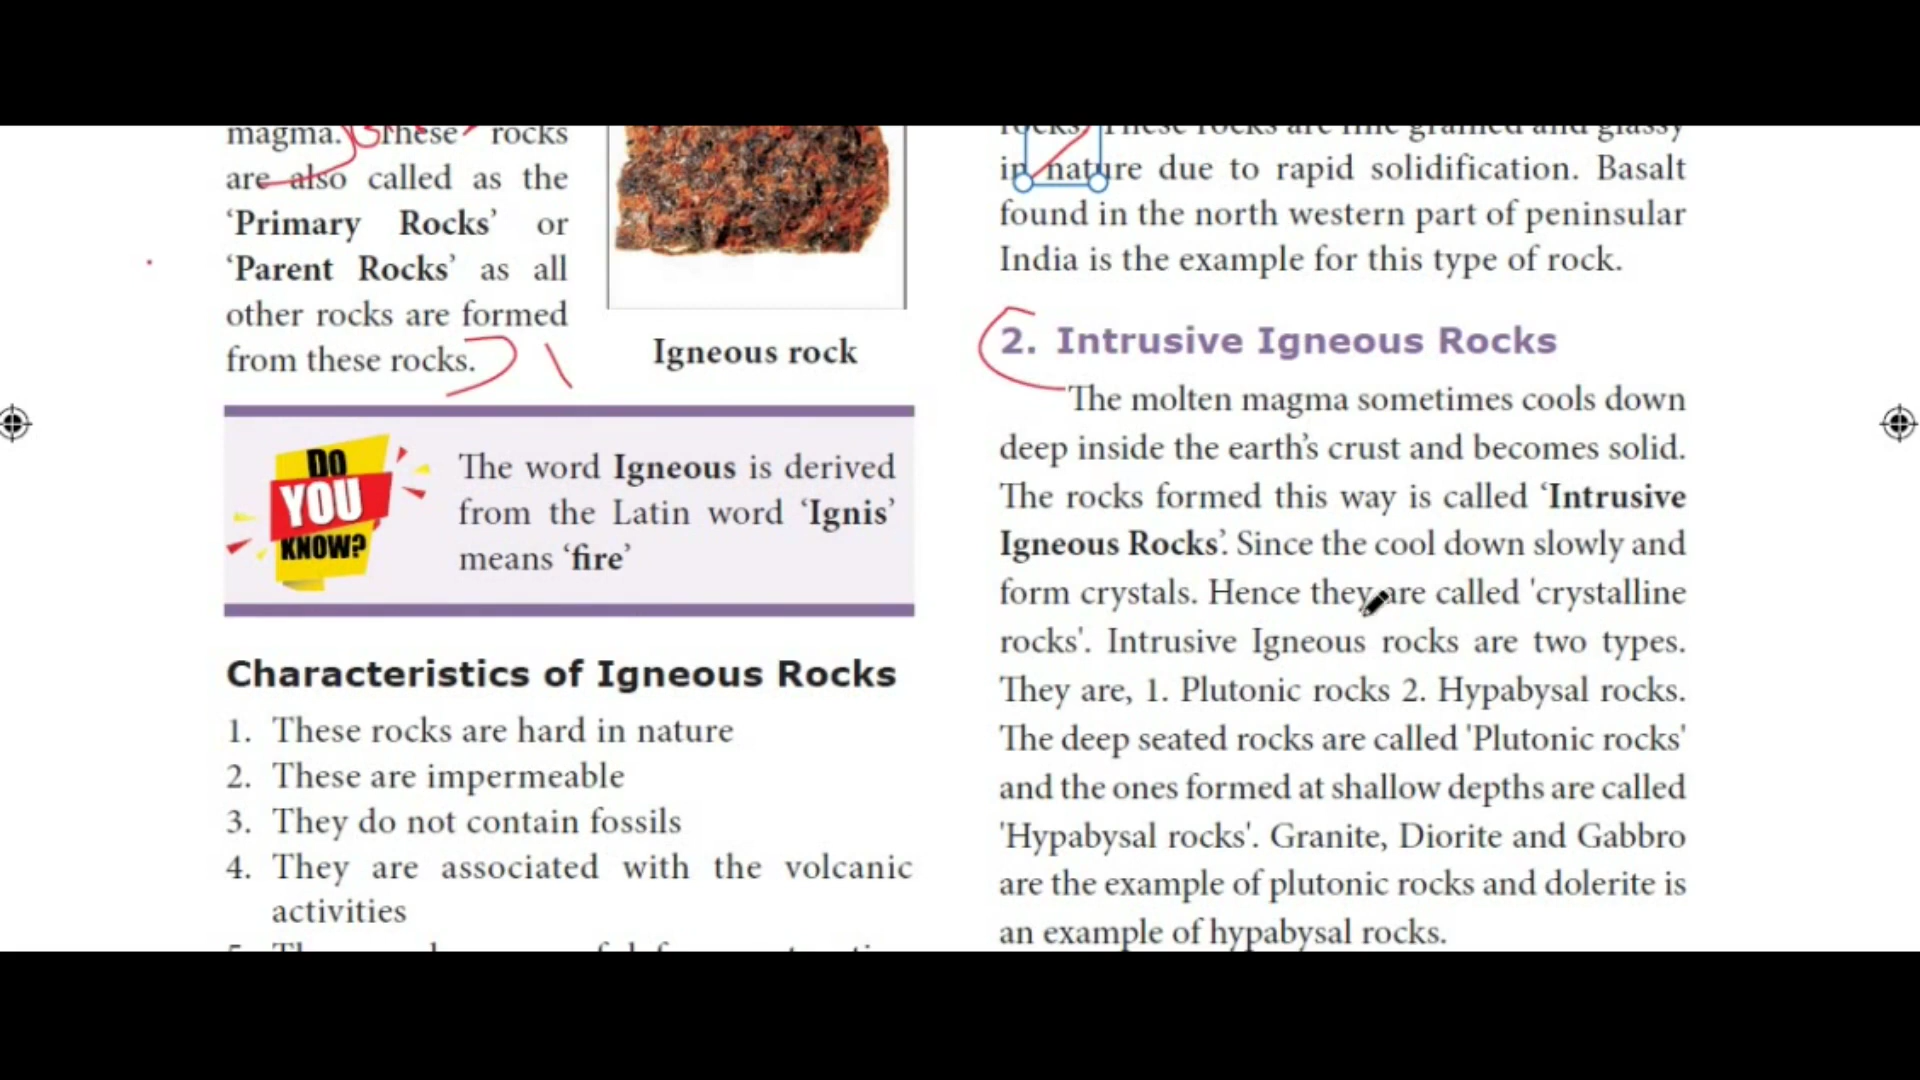 magma. These rocks
are also called as the
‘Primary Rocks’ or
‘Parent Rocks’ as all
other rocks are formed
from these rocks.
Igneous rock
DO
YOU
KNOW?
The word Igneous is derived
from the Latin word ‘Ignis’
means ‘fire’
Characteristics of Igneous Rocks
1. These rocks are hard in nature
2. These are impermeable
3. They do not contain fossils
4. They are associated with the volcanic
activities
rocks. These rocks are fine grained and glassy
in nature due to rapid solidification. Basalt
found in the north western part of peninsular
India is the example for this type of rock.
2. Intrusive Igneous Rocks
The molten magma sometimes cools down
deep inside the earth’s crust and becomes solid.
The rocks formed this way is called ‘Intrusive
Igneous Rocks’. Since the cool down slowly and
form crystals. Hence they are called 'crystalline
rocks'. Intrusive Igneous rocks are two types.
They are, 1. Plutonic rocks 2. Hypabysal rocks.
The deep seated rocks are called 'Plutonic rocks'
and the ones formed at shallow depths are called
'Hypabysal rocks'. Granite, Diorite and Gabbro
are the example of plutonic rocks and dolerite is
an example of hypabysal rocks.